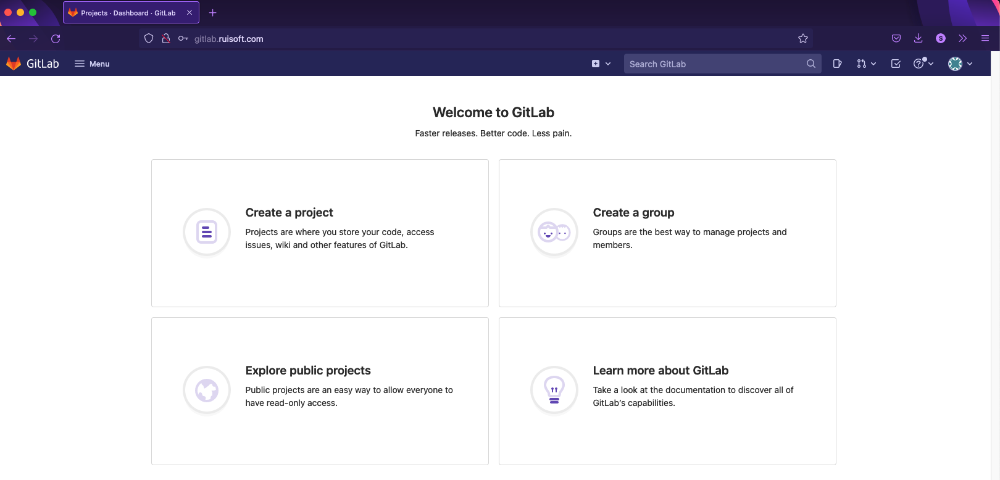 Projects · Dashboard · GitLab
gitlab.ruisoft.com
S
GitLab
Menu
Search GitLab
Welcome to GitLab
Faster releases. Better code. Less pain.
Create a project
Projects are where you store your code, access
issues, wiki and other features of GitLab.
Create a group
Groups are the best way to manage projects and
members.
Explore public projects
Public projects are an easy way to allow everyone to
have read-only access.
Learn more about GitLab
Take a look at the documentation to discover all of
GitLab’s capabilities.